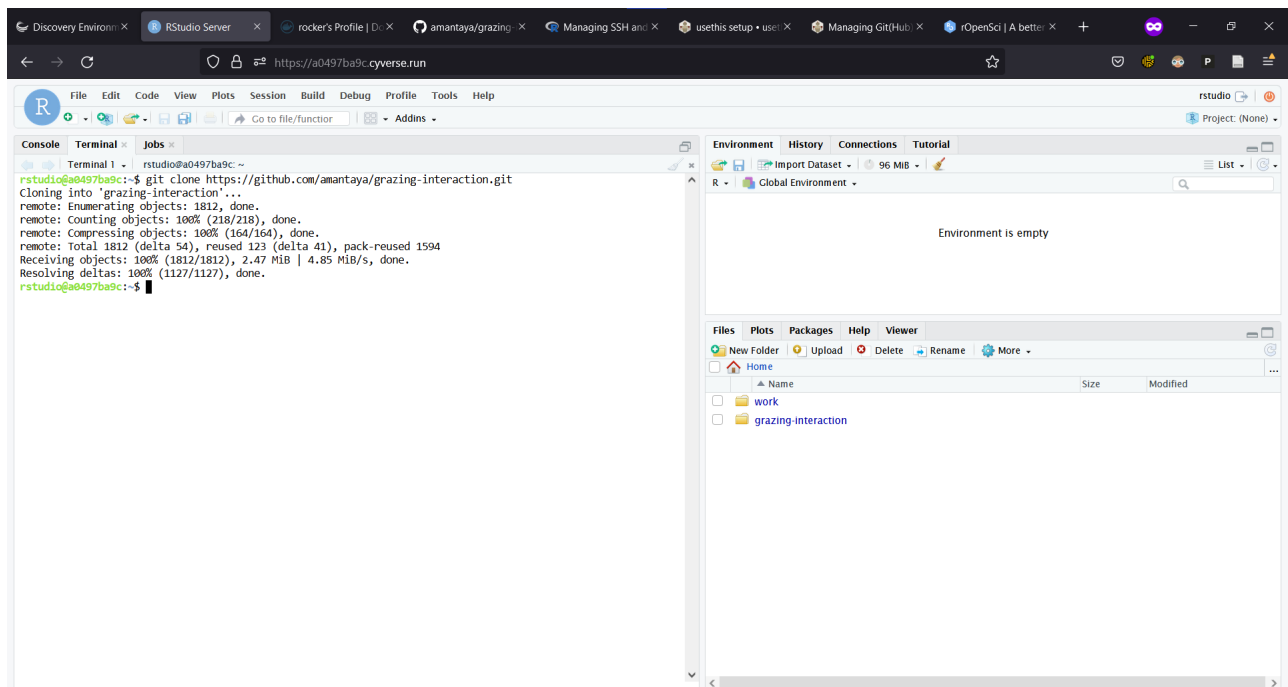 Discovery Environm
RStudio Server
rocker's Profile | Do
amantaya/grazing-
Managing SSH and
usethis setup • uset
Managing Git(Hub)
rOpenSci | A better
https://a0497ba9c.cyverse.run
P
R
File Edit Code View Plots Session Build Debug Profile Tools Help
rstudio
Go to file/function
Addins
Project: (None)
Console Terminal Jobs
Terminal 1 rstudio@a0497ba9c: ~
rstudio@a0497ba9c:~$ git clone https://github.com/amantaya/grazing-interaction.git
Cloning into 'grazing-interaction'...
remote: Enumerating objects: 1812, done.
remote: Counting objects: 100% (218/218), done.
remote: Compressing objects: 100% (164/164), done.
remote: Total 1812 (delta 54), reused 123 (delta 41), pack-reused 1594
Receiving objects: 100% (1812/1812), 2.47 MiB | 4.85 MiB/s, done.
Resolving deltas: 100% (1127/1127), done.
rstudio@a0497ba9c:~$
Environment History Connections Tutorial
Import Dataset 96 MiB List
R Global Environment
Environment is empty
Files Plots Packages Help Viewer
New Folder Upload Delete Rename More
Home ...
Name Size Modified
work
grazing-interaction